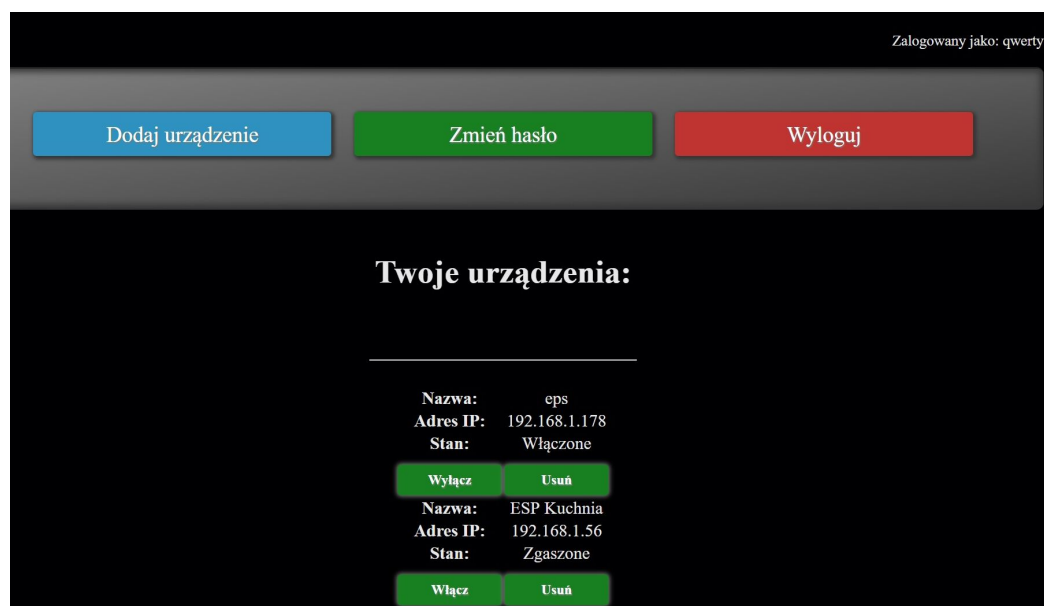 Zalogowany jako: qwerty
Dodaj urządzenie Zmień hasło Wyloguj
Twoje urządzenia:
Nazwa: eps
Adres IP: 192.168.1.178
Stan: Włączone
Wyłącz Usuń
Nazwa: ESP Kuchnia
Adres IP: 192.168.1.56
Stan: Zgaszone
Włącz Usuń